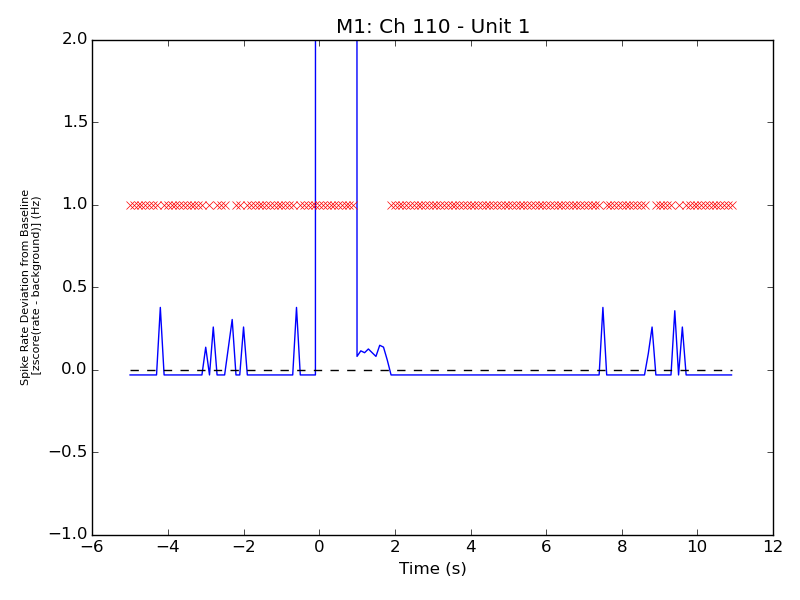 M1: Ch 110 - Unit 1
2.0
1.5
1.0
0.5
0.0
−0.5
−1.0
Spike Rate Deviation from Baseline
[zscore(rate - background)] (Hz)
−6 −4 −2 0 2 4 6 8 10 12
Time (s)